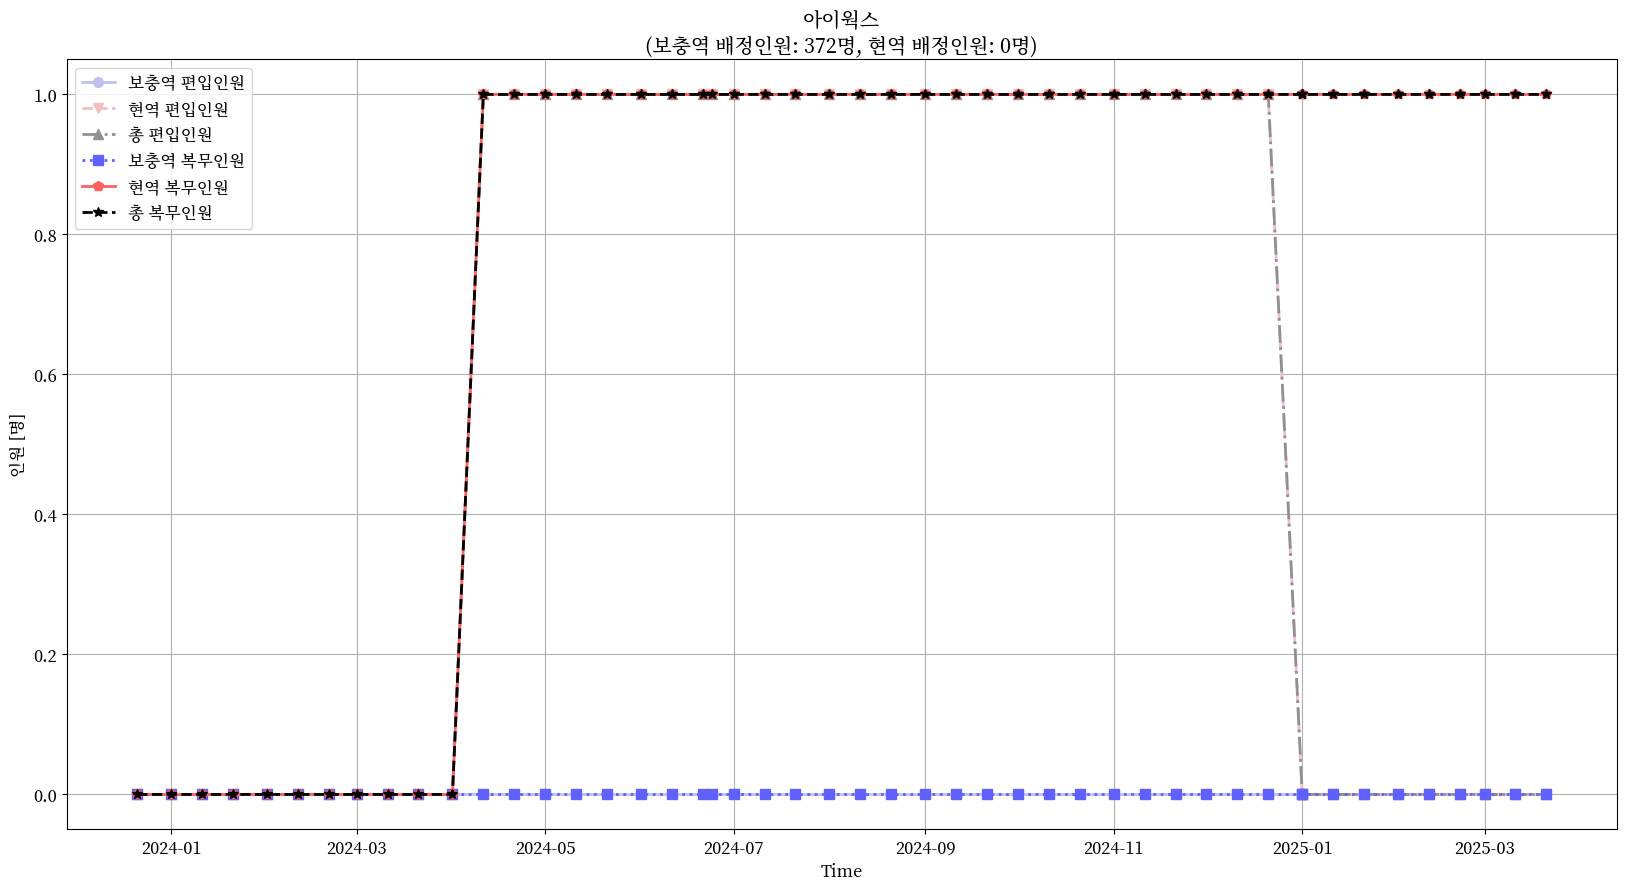 아이웍스
(보충역 배정인원: 372명, 현역 배정인원: 0명)
보충역 편입인원
현역 편입인원
총 편입인원
보충역 복무인원
현역 복무인원
총 복무인원
인원 [명]
1.0
0.8
0.6
0.4
0.2
0.0
2024-01
2024-03
2024-05
2024-07
2024-09
2024-11
2025-01
2025-03
Time